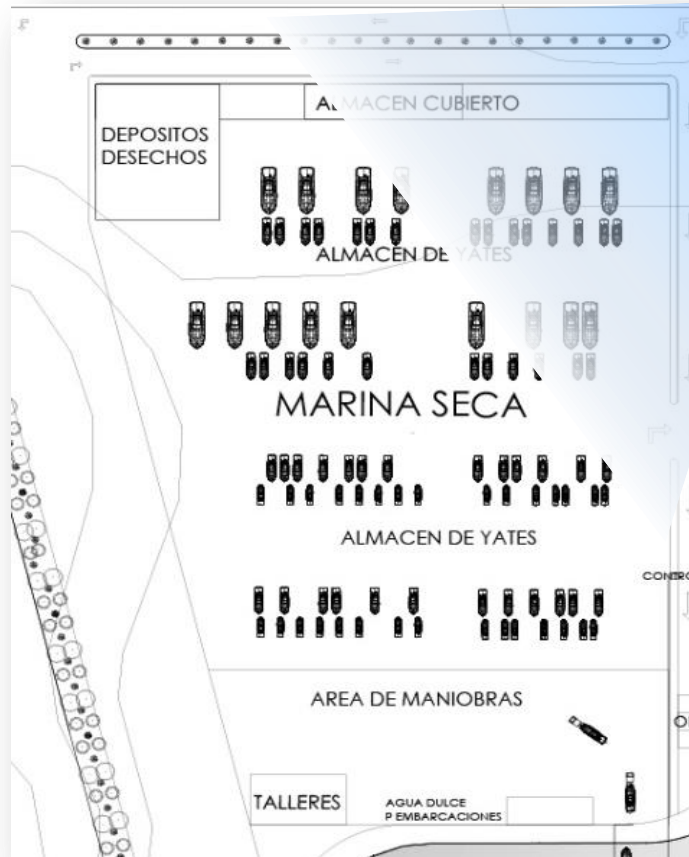 ALMACEN CUBIERTO
DEPOSITOS
DESECHOS
ALMACEN DE YATES
MARINA SECA
ALMACEN DE YATES
AREA DE MANIOBRAS
TALLERES
AGUA DULCE
P EMBARCACIONES